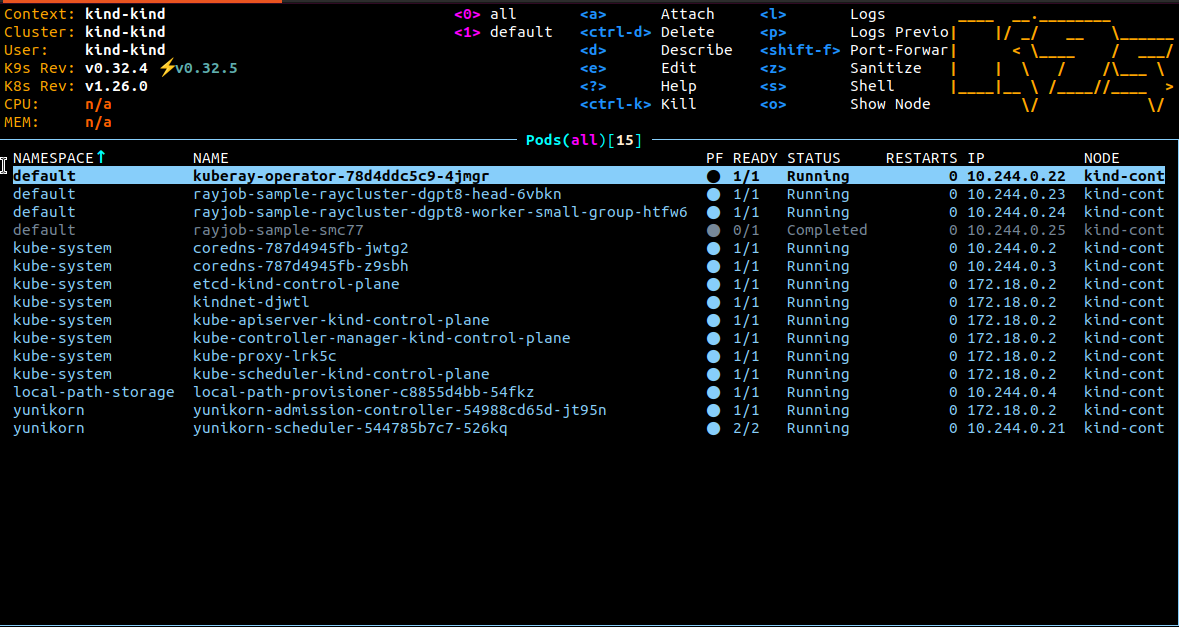 Context: kind-kind <0> all <a> Attach <l> Logs
Cluster: kind-kind <1> default <ctrl-d> Delete <p> Logs Previo
User: kind-kind <d> Describe <shift-f> Port-Forwar
K9s Rev: v0.32.4 ⚡v0.32.5 <e> Edit <z> Sanitize
K8s Rev: v1.26.0 <?> Help <s> Shell
CPU: n/a <ctrl-k> Kill <o> Show Node
MEM: n/a
Pods(all)[15]
NAMESPACE↑ NAME PF READY STATUS RESTARTS IP NODE
default kuberay-operator-78d4ddc5c9-4jmgr ● 1/1 Running 0 10.244.0.22 kind-cont
default rayjob-sample-raycluster-dgpt8-head-6vbkn ● 1/1 Running 0 10.244.0.23 kind-cont
default rayjob-sample-raycluster-dgpt8-worker-small-group-htfw6 ● 1/1 Running 0 10.244.0.24 kind-cont
default rayjob-sample-smc77 ● 0/1 Completed 0 10.244.0.25 kind-cont
kube-system coredns-787d4945fb-jwtg2 ● 1/1 Running 0 10.244.0.2 kind-cont
kube-system coredns-787d4945fb-z9sbh ● 1/1 Running 0 10.244.0.3 kind-cont
kube-system etcd-kind-control-plane ● 1/1 Running 0 172.18.0.2 kind-cont
kube-system kindnet-djwtl ● 1/1 Running 0 172.18.0.2 kind-cont
kube-system kube-apiserver-kind-control-plane ● 1/1 Running 0 172.18.0.2 kind-cont
kube-system kube-controller-manager-kind-control-plane ● 1/1 Running 0 172.18.0.2 kind-cont
kube-system kube-proxy-lrk5c ● 1/1 Running 0 172.18.0.2 kind-cont
kube-system kube-scheduler-kind-control-plane ● 1/1 Running 0 172.18.0.2 kind-cont
local-path-storage local-path-provisioner-c8855d4bb-54fkz ● 1/1 Running 0 10.244.0.4 kind-cont
yunikorn yunikorn-admission-controller-54988cd65d-jt95n ● 1/1 Running 0 172.18.0.2 kind-cont
yunikorn yunikorn-scheduler-544785b7c7-526kq ● 2/2 Running 0 10.244.0.21 kind-cont